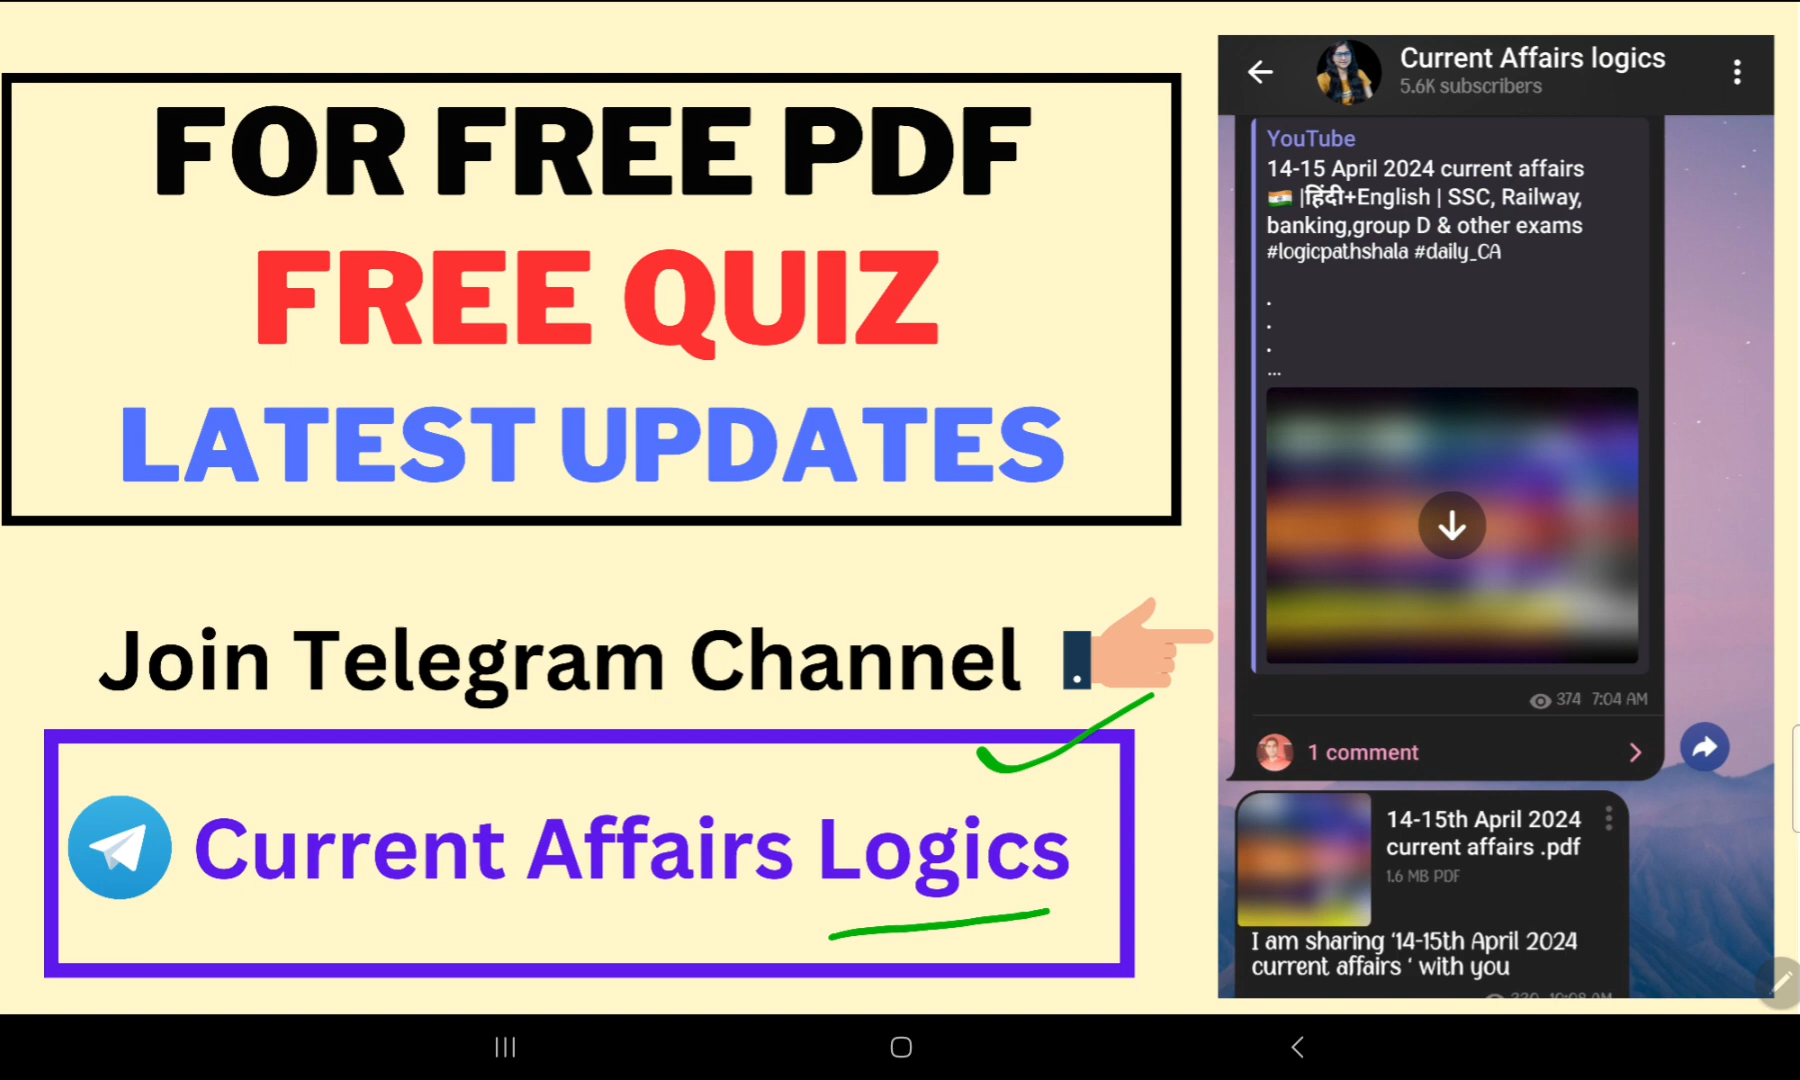 FOR FREE PDF
FREE QUIZ
LATEST UPDATES
Join Telegram Channel
Current Affairs Logics
Current Affairs logics
5.6K subscribers
YouTube
14-15 April 2024 current affairs
🇮🇳 |हिंदी+English | SSC, Railway,
banking,group D & other exams
#logicpathshala #daily_CA
.
.
.
...
374 7:04 AM
1 comment
14-15th April 2024
current affairs .pdf
1.6 MB PDF
I am sharing '14-15th April 2024
current affairs ' with you